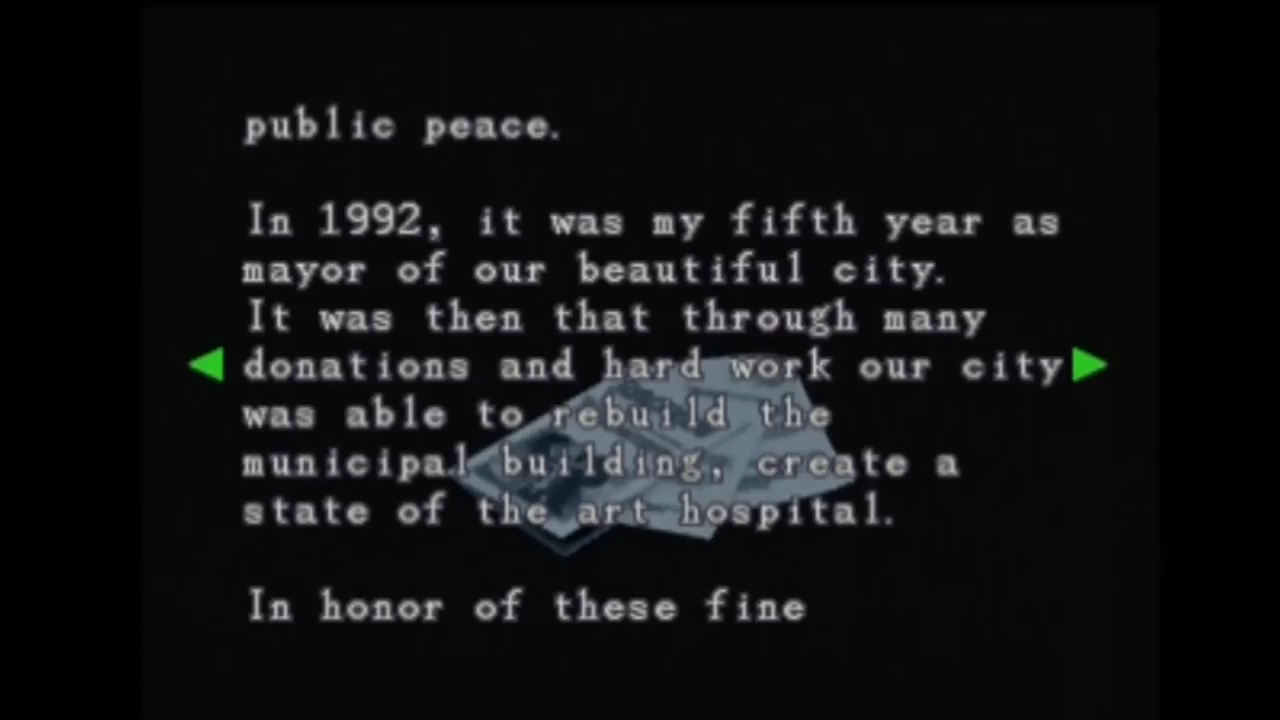 public peace.
In 1992, it was my fifth year as
mayor of our beautiful city.
It was then that through many
donations and hard work our city
was able to rebuild the
municipal building, create a
state of the art hospital.
In honor of these fine